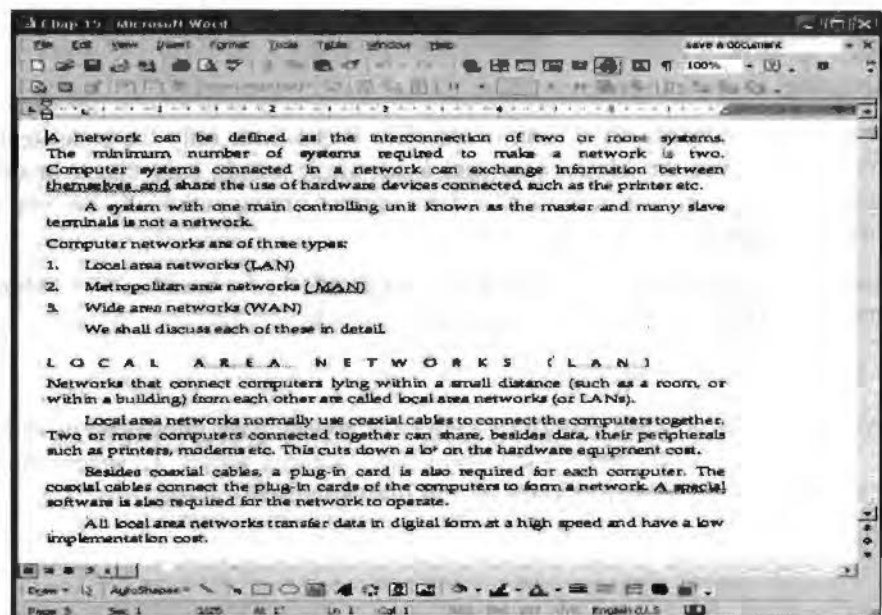 Chap 15 - Microsoft Word
File Edit View Insert Format Tools Table Window Help save a document
100%
A network can be defined as the interconnection of two or more systems.
The minimum number of systems required to make a network is two.
Computer systems connected in a network can exchange information between
themselves and share the use of hardware devices connected such as the printer etc.
A system with one main controlling unit known as the master and many slave
terminals is not a network.
Computer networks are of three types:
1. Local area networks (LAN)
2. Metropolitan area networks ( MAN)
3. Wide area networks (WAN)
We shall discuss each of these in detail.
LOCAL AREA NETWORKS (LAN)
Networks that connect computers lying within a small distance (such as a room, or
within a building) from each other are called local area networks (or LANs).
Local area networks normally use coaxial cables to connect the computers together.
Two or more computers connected together can share, besides data, their peripherals
such as printers, modems etc. This cuts down a lot on the hardware equipment cost.
Besides coaxial cables, a plug-in card is also required for each computer. The
coaxial cables connect the plug-in cards of the computers to form a network. A special
software is also required for the network to operate.
All local area networks transfer data in digital form at a high speed and have a low
implementation cost.
Draw AutoShapes
Page 3 Sec 1 At 1" Ln 1 Col 1 English (U.S